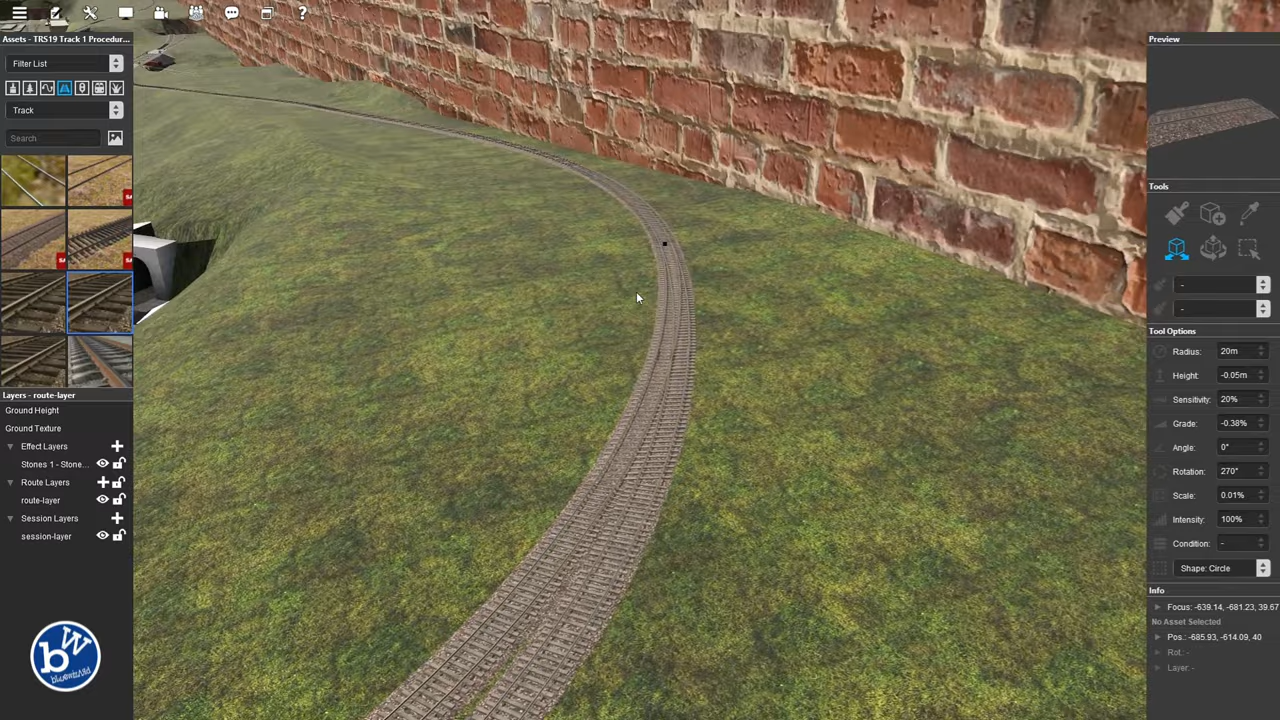 ?
Assets - TRS19 Track 1 Procedur...
Filter List
Track
Search
Layers - route-layer
Ground Height
Ground Texture
Effect Layers
Stones 1 - Stone...
Route Layers
route-layer
Session Layers
session-layer
bw
bluewin
Preview
Tools
-
-
Tool Options
Radius: 20m
Height: -0.05m
Sensitivity: 20%
Grade: -0.38%
Angle: 0°
Rotation: 270°
Scale: 0.01%
Intensity: 100%
Condition: -
Shape: Circle
Info
Focus: -639.14, -681.23, 39.67
No Asset Selected
Pos.: -685.93, -614.09, 40
Rot.: -
Layer: -